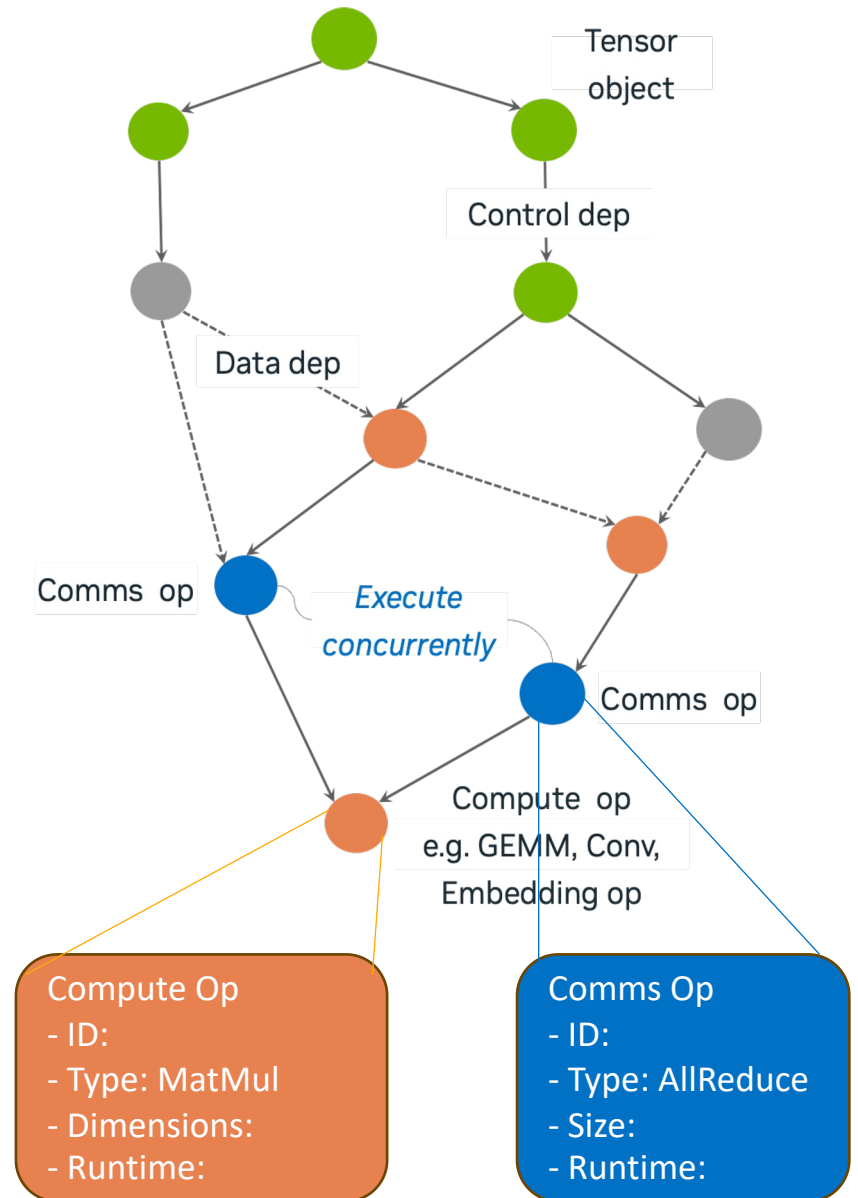 Tensor
object
Control dep
Data dep
Comms op
Execute
concurrently
Comms op
Compute op
e.g. GEMM, Conv,
Embedding op
Compute Op
- ID:
- Type: MatMul
- Dimensions:
- Runtime:
Comms Op
- ID:
- Type: AllReduce
- Size:
- Runtime: